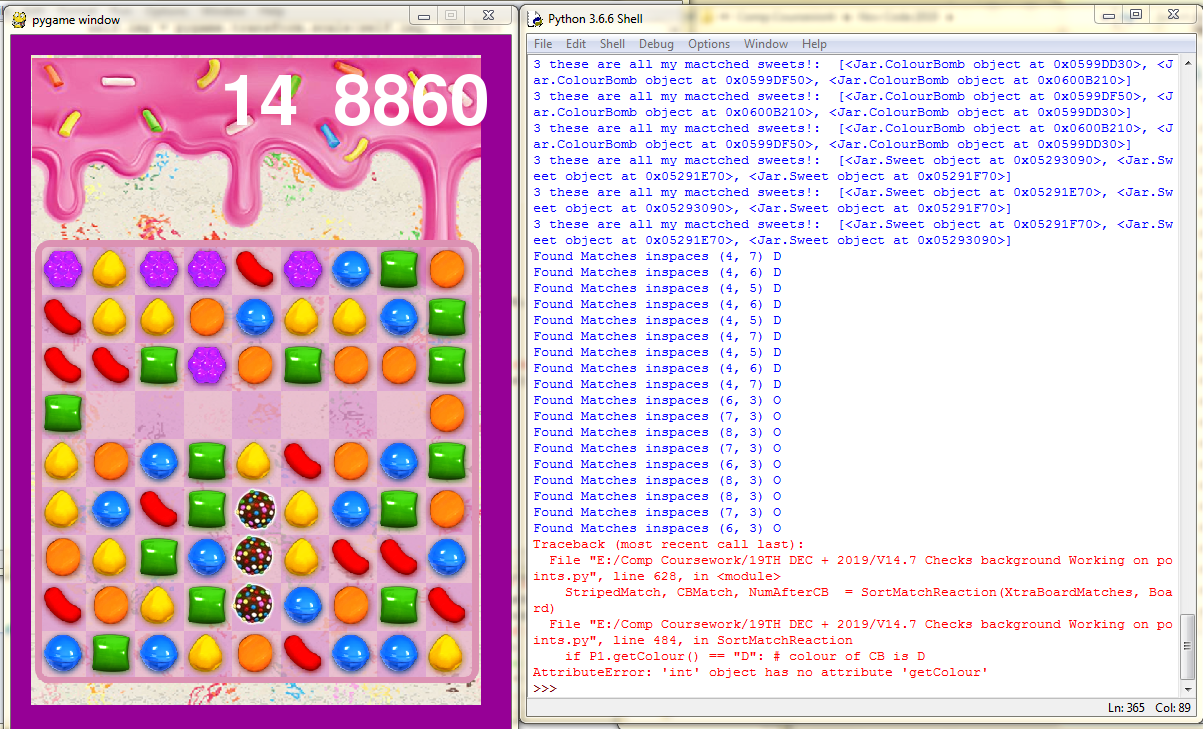 pygame window
14 8860
Python 3.6.6 Shell
File Edit Shell Debug Options Window Help
3 these are all my mactched sweets!:  [<Jar.ColourBomb object at 0x0599DD30>, <J
ar.ColourBomb object at 0x0599DF50>, <Jar.ColourBomb object at 0x0600B210>]
3 these are all my mactched sweets!:  [<Jar.ColourBomb object at 0x0599DF50>, <J
ar.ColourBomb object at 0x0600B210>, <Jar.ColourBomb object at 0x0599DD30>]
3 these are all my mactched sweets!:  [<Jar.ColourBomb object at 0x0600B210>, <J
ar.ColourBomb object at 0x0599DF50>, <Jar.ColourBomb object at 0x0599DD30>]
3 these are all my mactched sweets!:  [<Jar.Sweet object at 0x05293090>, <Jar.Sw
eet object at 0x05291E70>, <Jar.Sweet object at 0x05291F70>]
3 these are all my mactched sweets!:  [<Jar.Sweet object at 0x05291E70>, <Jar.Sw
eet object at 0x05293090>, <Jar.Sweet object at 0x05291F70>]
3 these are all my mactched sweets!:  [<Jar.Sweet object at 0x05291F70>, <Jar.Sw
eet object at 0x05291E70>, <Jar.Sweet object at 0x05293090>]
Found Matches inspaces (4, 7) D
Found Matches inspaces (4, 6) D
Found Matches inspaces (4, 5) D
Found Matches inspaces (4, 6) D
Found Matches inspaces (4, 5) D
Found Matches inspaces (4, 7) D
Found Matches inspaces (4, 5) D
Found Matches inspaces (4, 6) D
Found Matches inspaces (4, 7) D
Found Matches inspaces (6, 3) O
Found Matches inspaces (7, 3) O
Found Matches inspaces (8, 3) O
Found Matches inspaces (7, 3) O
Found Matches inspaces (6, 3) O
Found Matches inspaces (8, 3) O
Found Matches inspaces (8, 3) O
Found Matches inspaces (7, 3) O
Found Matches inspaces (6, 3) O
Traceback (most recent call last):
  File "E:/Comp Coursework/19TH DEC + 2019/V14.7 Checks background Working on po
ints.py", line 628, in <module>
    StripedMatch, CBMatch, NumAfterCB  = SortMatchReaction(XtraBoardMatches, Boa
rd)
  File "E:/Comp Coursework/19TH DEC + 2019/V14.7 Checks background Working on po
ints.py", line 484, in SortMatchReaction
    if P1.getColour() == "D": # colour of CB is D
AttributeError: 'int' object has no attribute 'getColour'
>>>
Ln: 365 Col: 89